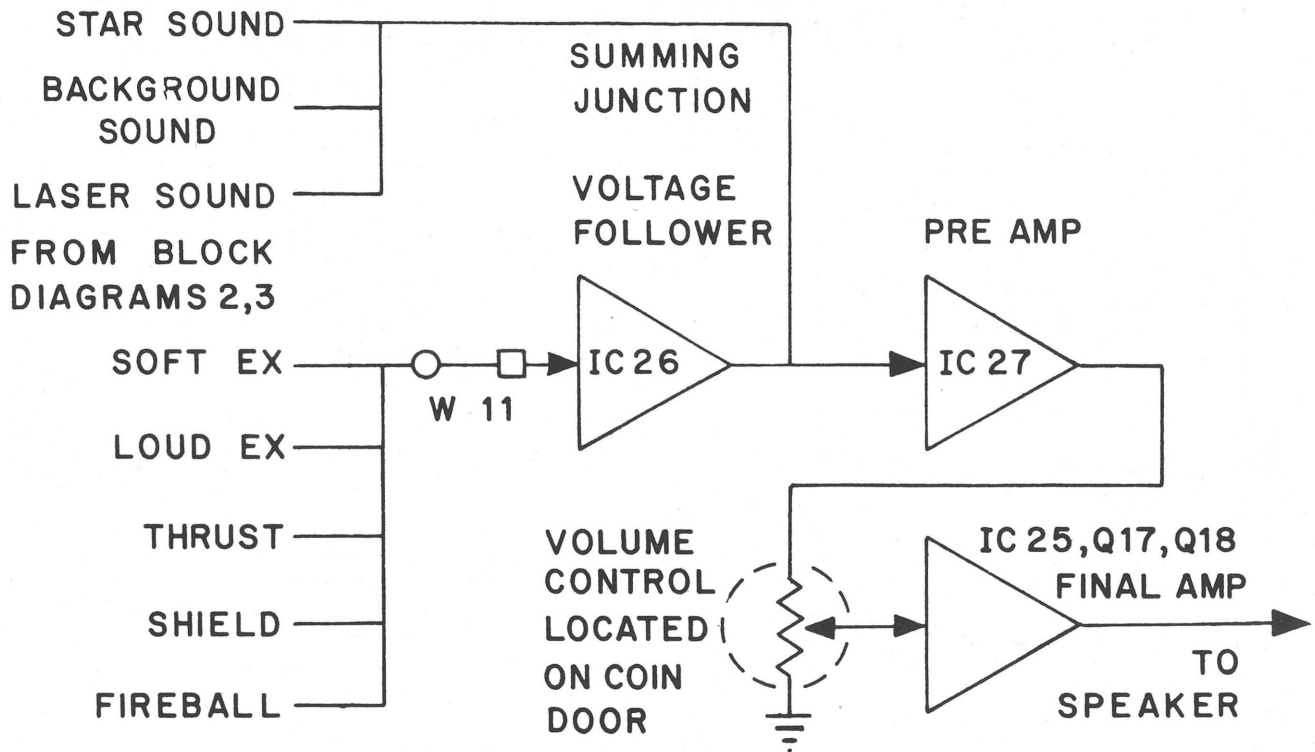 STAR SOUND
BACKGROUND
SOUND
LASER SOUND
FROM BLOCK
DIAGRAMS 2,3
SUMMING
JUNCTION
VOLTAGE
FOLLOWER
PRE AMP
SOFT EX
W 11
IC 26
IC 27
LOUD EX
THRUST
SHIELD
FIREBALL
VOLUME
CONTROL
LOCATED
ON COIN
DOOR
IC 25, Q17, Q18
FINAL AMP
TO
SPEAKER